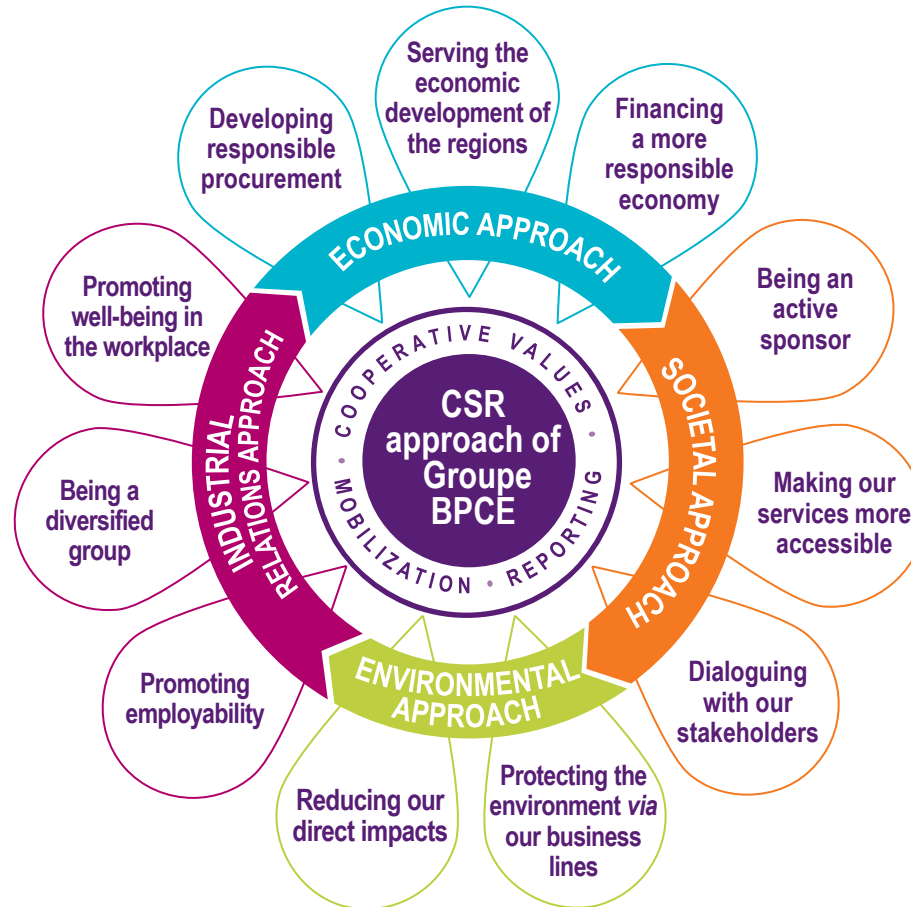 Serving the
economic
development of
the regions
Financing
a more
responsible
economy
Being an
active
sponsor
Making our
services more
accessible
Dialoguing
with our
stakeholders
Protecting the
environment via
our business
lines
Reducing our
direct impacts
Promoting
employability
Being a
diversified
group
Promoting
well-being in
the workplace
Developing
responsible
procurement
ECONOMIC APPROACH
SOCIETAL APPROACH
ENVIRONMENTAL
APPROACH
INDUSTRIAL
RELATIONS APPROACH
• COOPERATIVE VALUES •
REPORTING
• MOBILIZATION •
CSR
approach of
Groupe
BPCE